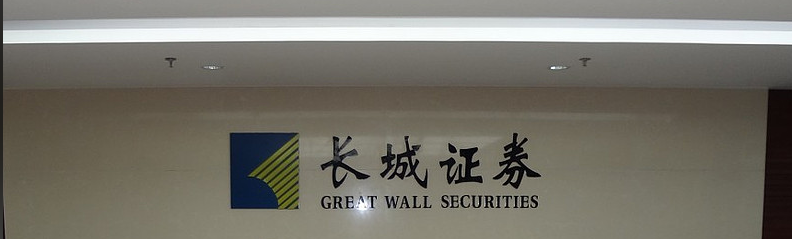 长城证券
GREAT WALL SECURITIES